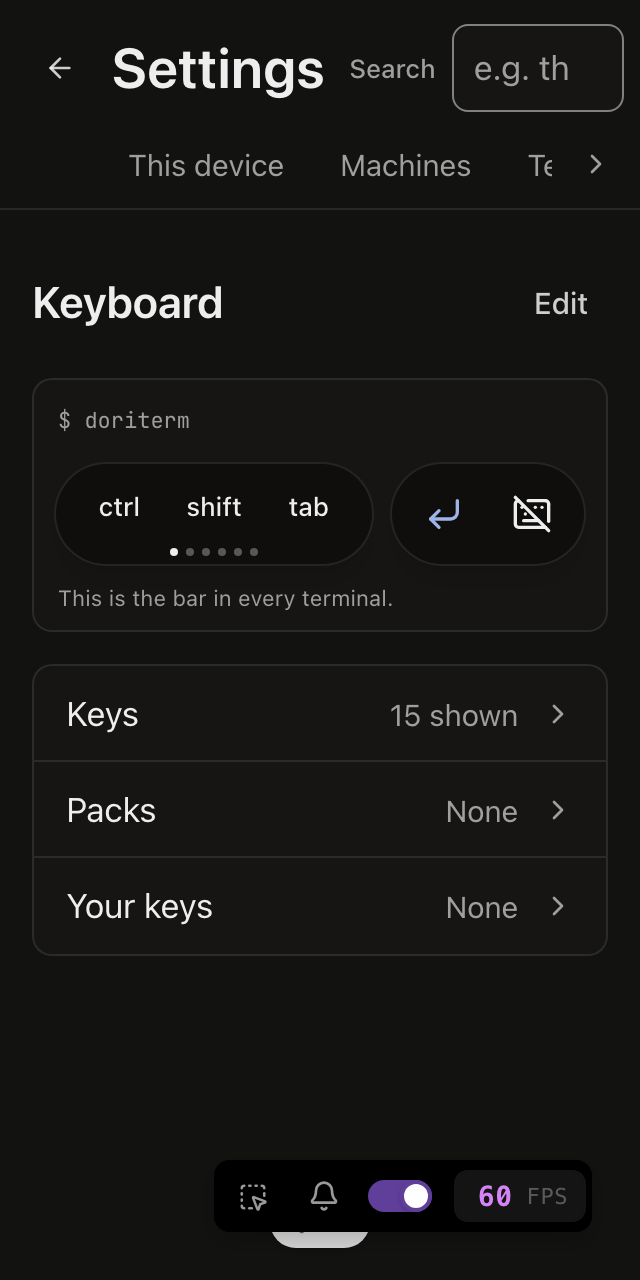 Settings
Search
e.g. th
This device
Machines
Te
Keyboard
Edit
$ doriterm
ctrl
shift
tab
This is the bar in every terminal.
Keys
15 shown
Packs
None
Your keys
None
60 FPS